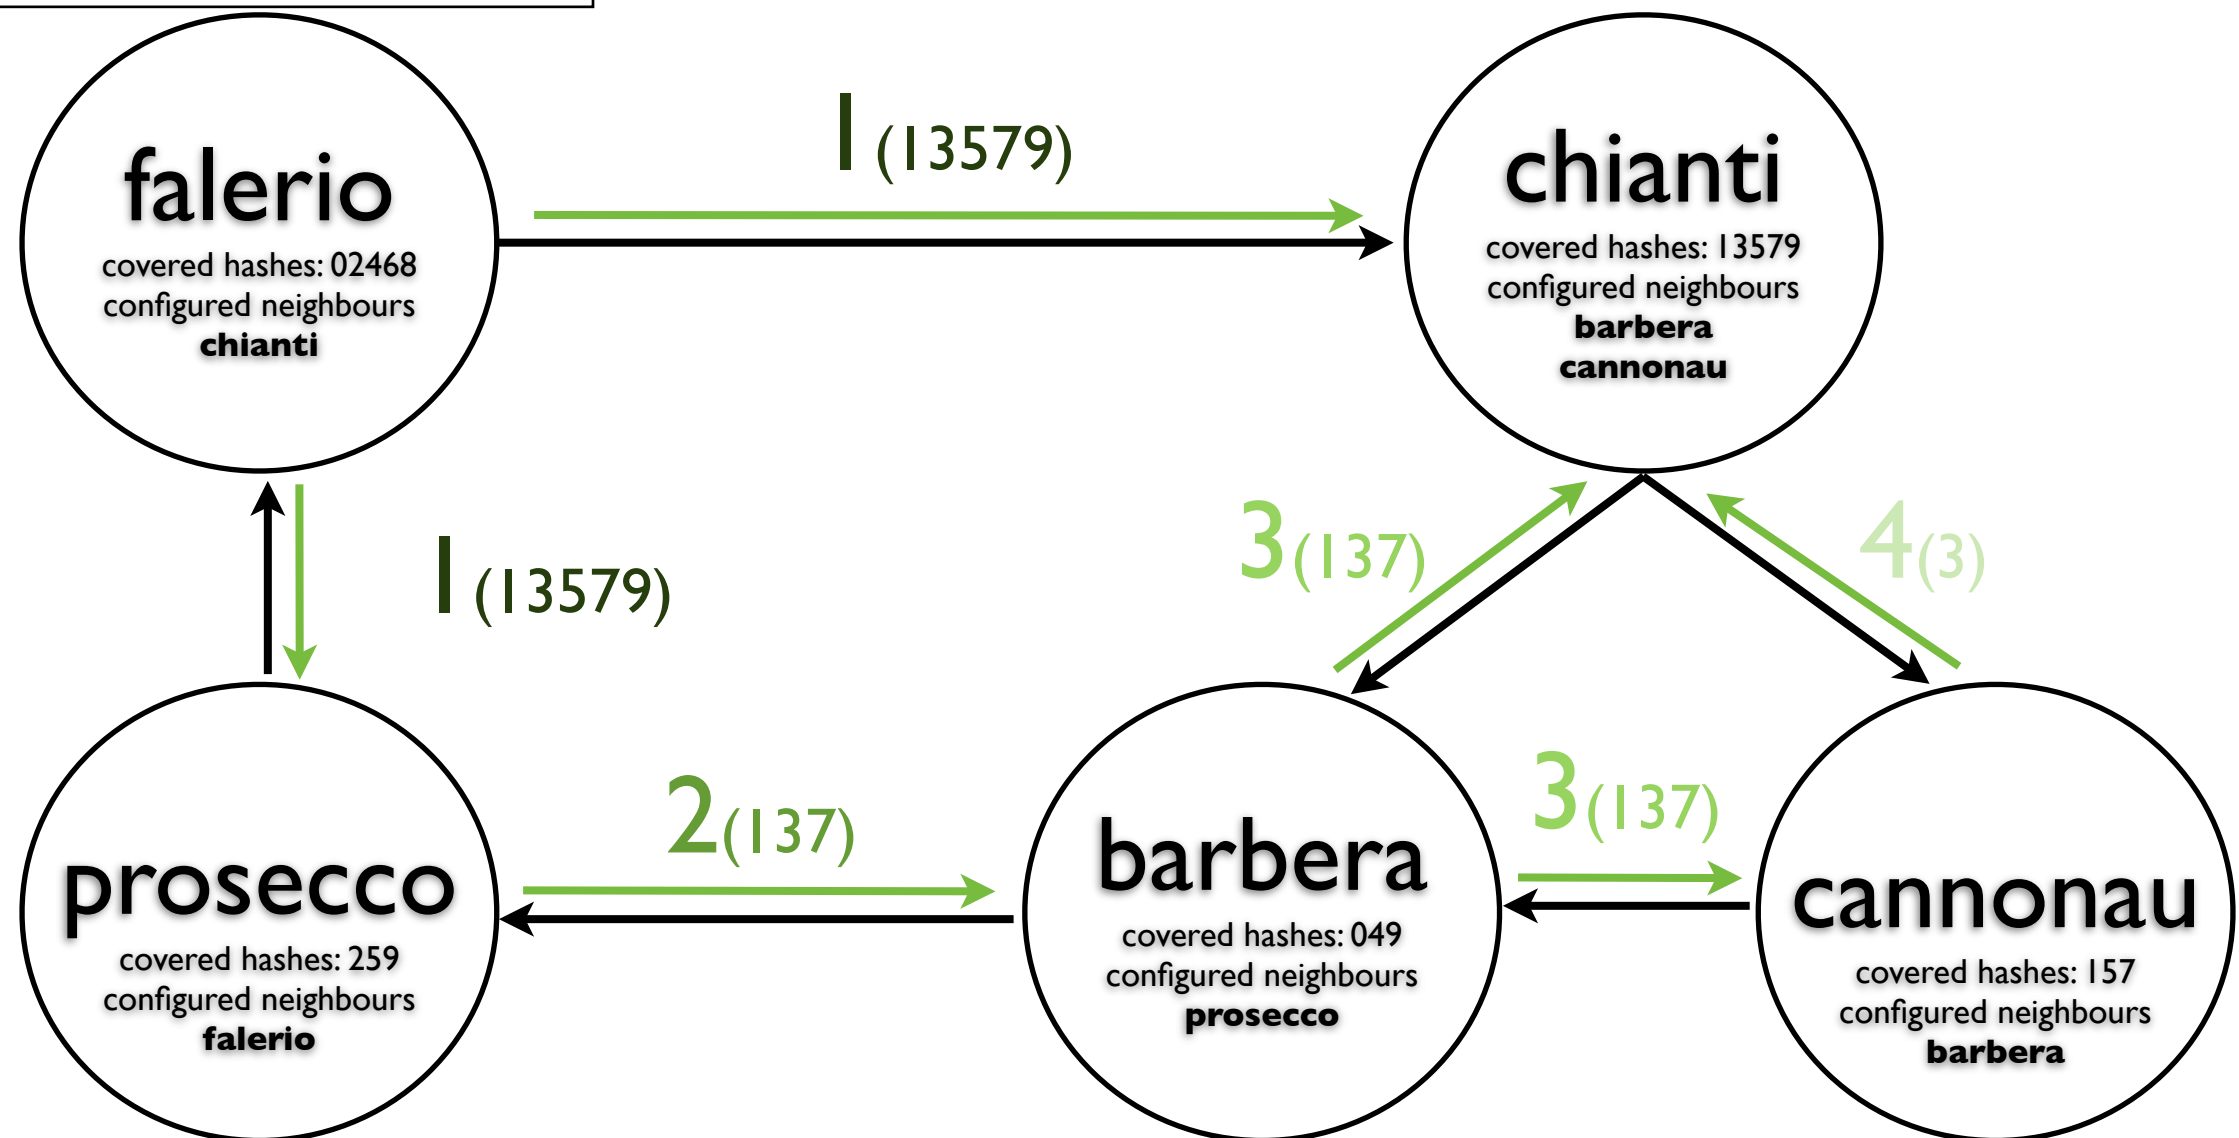 falerio
covered hashes: 02468
configured neighbours
chianti
1 (13579)
chianti
covered hashes: 13579
configured neighbours
barbera
cannonau
1 (13579)
3 (137)
4 (3)
prosecco
covered hashes: 259
configured neighbours
falerio
2 (137)
barbera
covered hashes: 049
configured neighbours
prosecco
3 (137)
cannonau
covered hashes: 157
configured neighbours
barbera